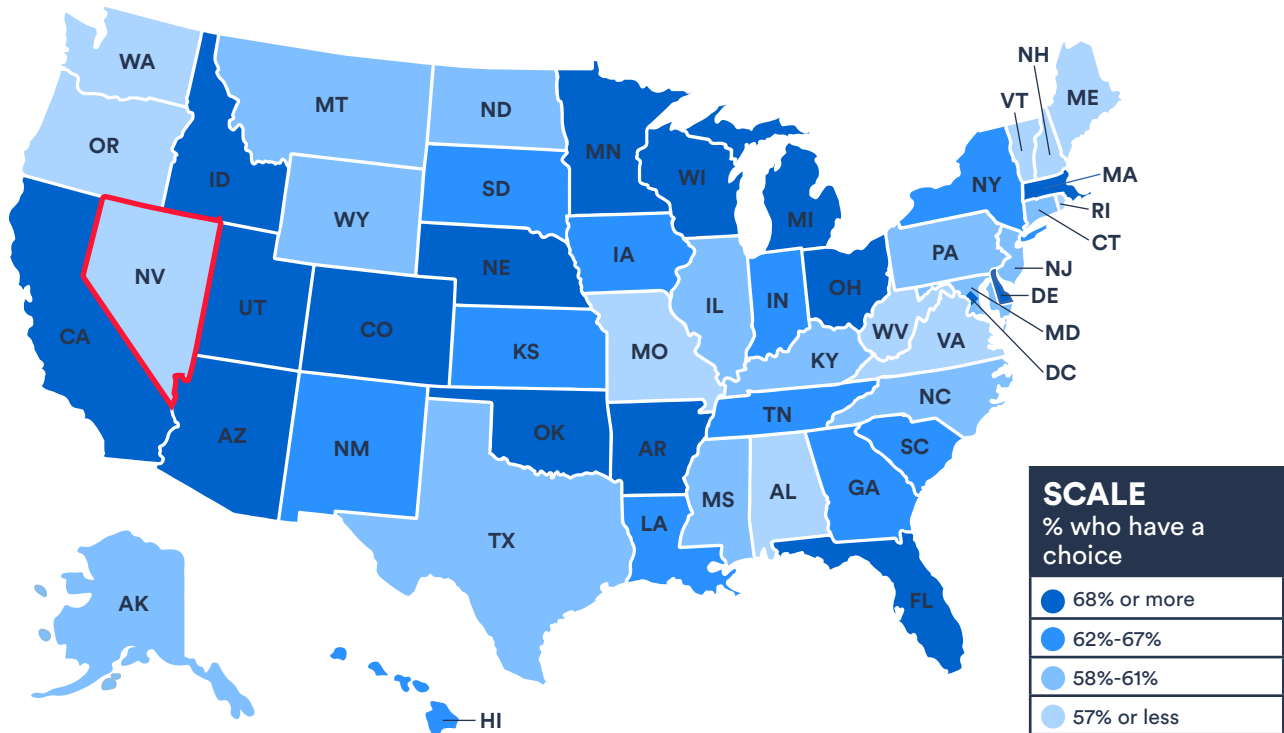 WA
MT
ND
MN
NH
VT
ME
OR
ID
SD
WI
MI
NY
MA
RI
CT
WY
IA
PA
NJ
NV
NE
IL
IN
OH
DE
MD
UT
CO
KS
MO
KY
WV
VA
DC
CA
NC
TN
AZ
NM
OK
AR
SC
MS
AL
GA
LA
TX
FL
AK
HI
SCALE
% who have a
choice
68% or more
62%-67%
58%-61%
57% or less